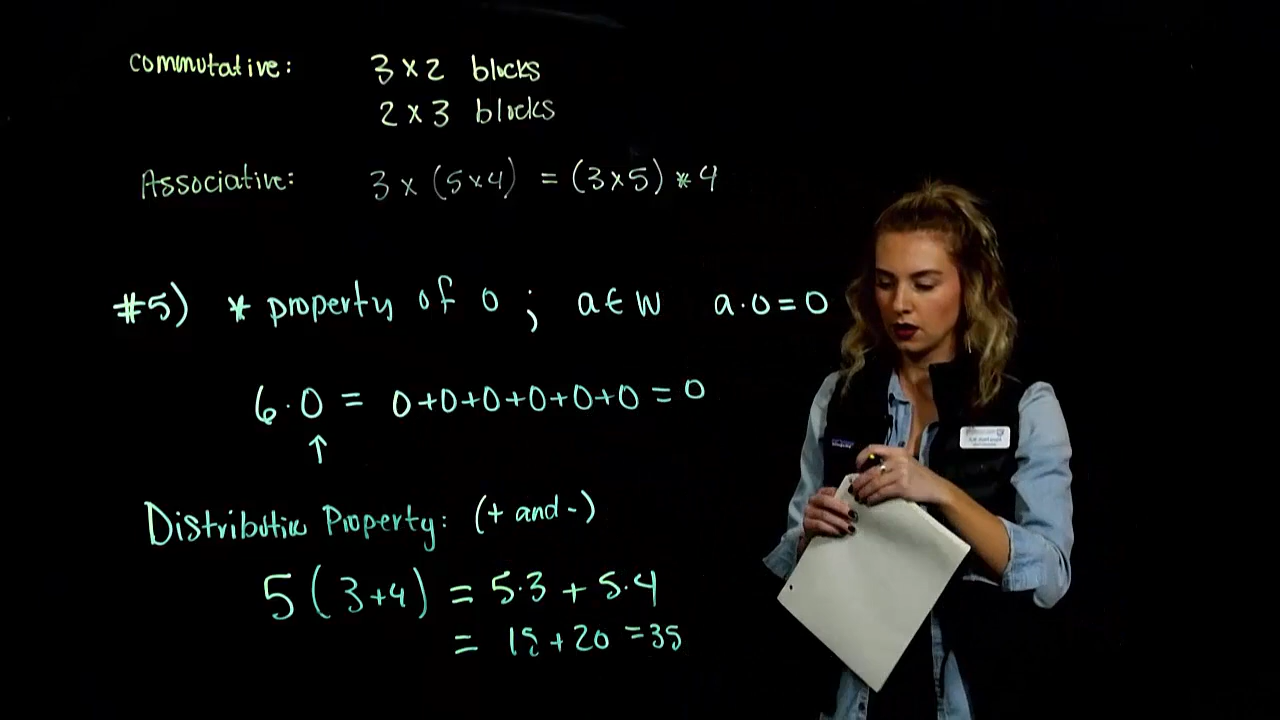 Commutative: 3 × 2 blocks
2 × 3 blocks
Associative: 3 × (5 × 4) = (3 × 5) * 4
#5) * property of 0 ; a ∈ W a · 0 = 0
6 · 0 = 0+0+0+0+0+0 = 0
↑
Distributive Property: (+ and -)
5 ( 3+4 ) = 5·3 + 5·4
= 15 + 20 = 35